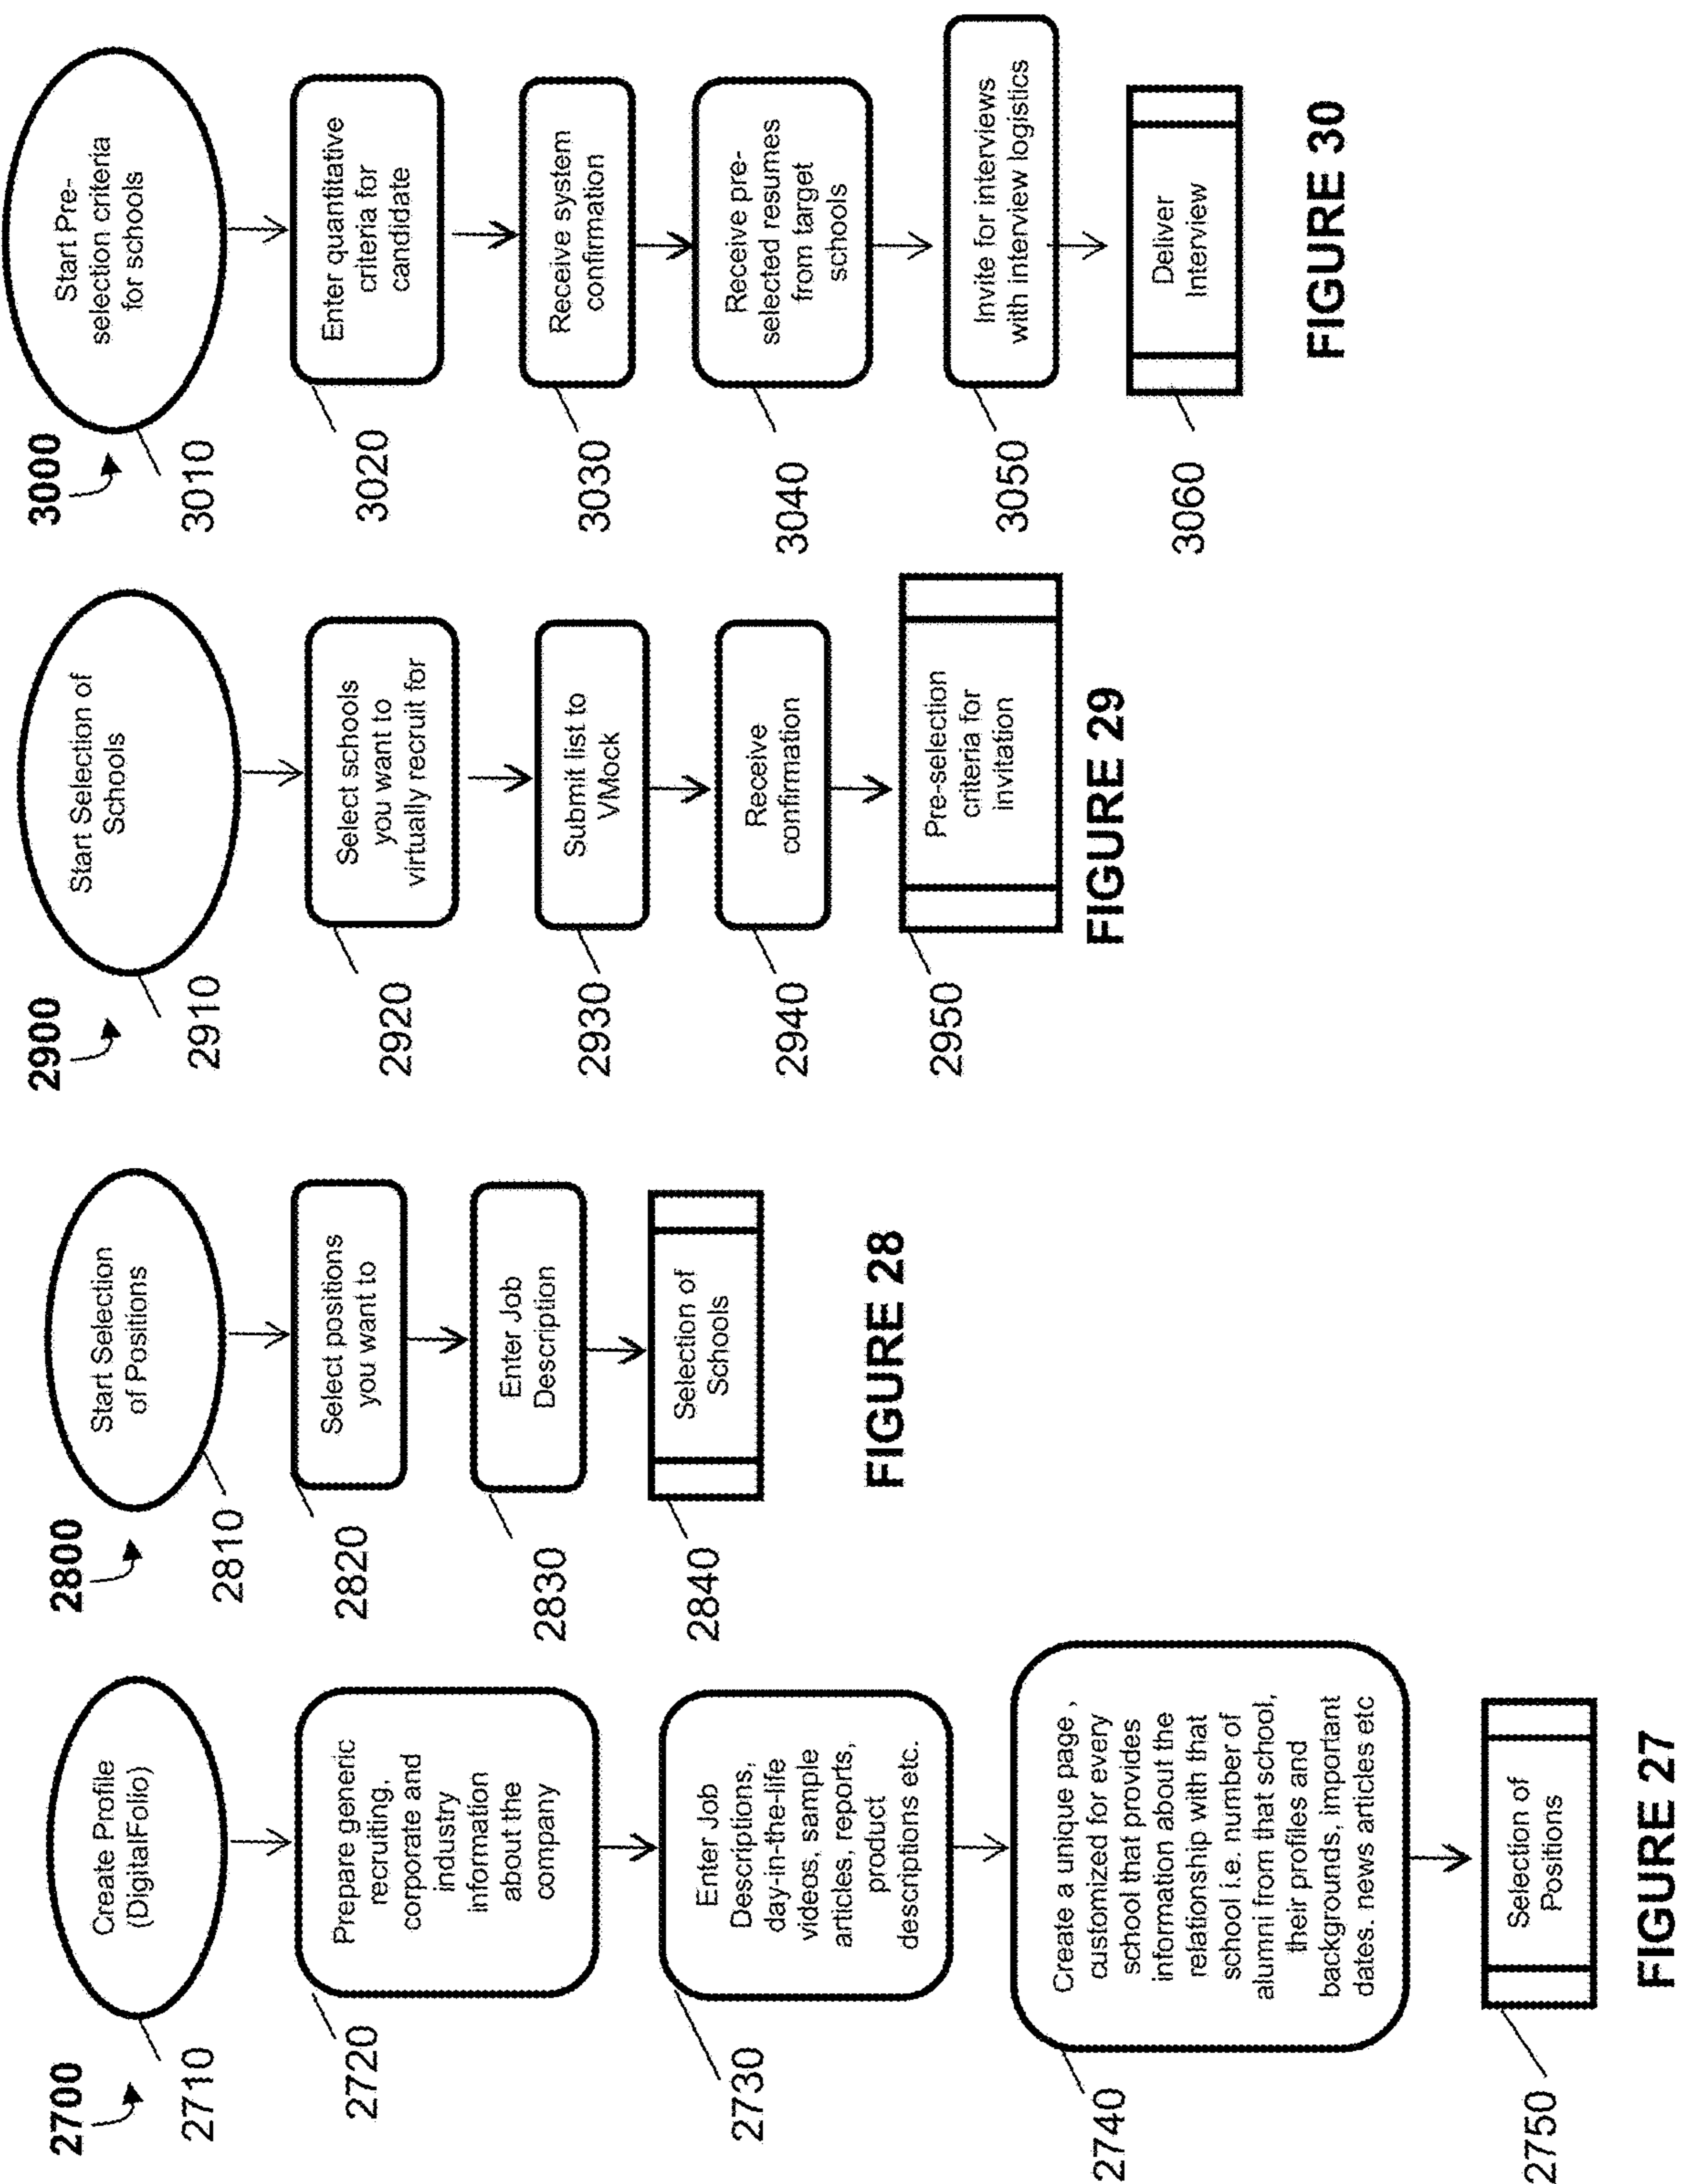 2700
2710
Create Profile
(DigitalFolio)
2720
Prepare generic
recruiting,
corporate and
industry
information
about the
company
2730
Enter Job
Descriptions,
day-in-the-life
videos, sample
articles, reports,
product
descriptions etc.
2740
Create a unique page ,
customized for every
school that provides
information about the
relationship with that
school i.e. number of
alumni from that school,
their profiles and
backgrounds, important
dates. news articles etc
2750
Selection of
Positions
FIGURE 27
2800
2810
Start Selection
of Positions
2820
Select positions
you want to
2830
Enter Job
Description
2840
Selection of
Schools
FIGURE 28
2900
2910
Start Selection of
Schools
2920
Select schools
you want to
virtually recruit for
2930
Submit list to
VMock
2940
Receive
confirmation
2950
Pre-selection
criteria for
invitation
FIGURE 29
3000
3010
Start Pre-
selection criteria
for schools
3020
Enter quantitative
criteria for
candidate
3030
Receive system
confirmation
3040
Receive pre-
selected resumes
from target
schools
3050
Invite for interviews
with interview logistics
3060
Deliver
Interview
FIGURE 30